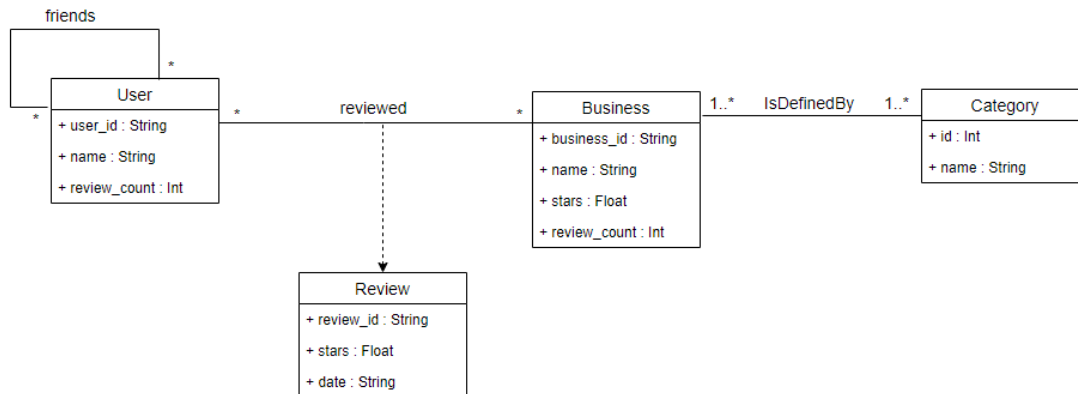 friends
*
*
User
+ user_id : String
+ name : String
+ review_count : Int
*
reviewed
*
Business
+ business_id : String
+ name : String
+ stars : Float
+ review_count : Int
1..*
IsDefinedBy
1..*
Category
+ id : Int
+ name : String
Review
+ review_id : String
+ stars : Float
+ date : String